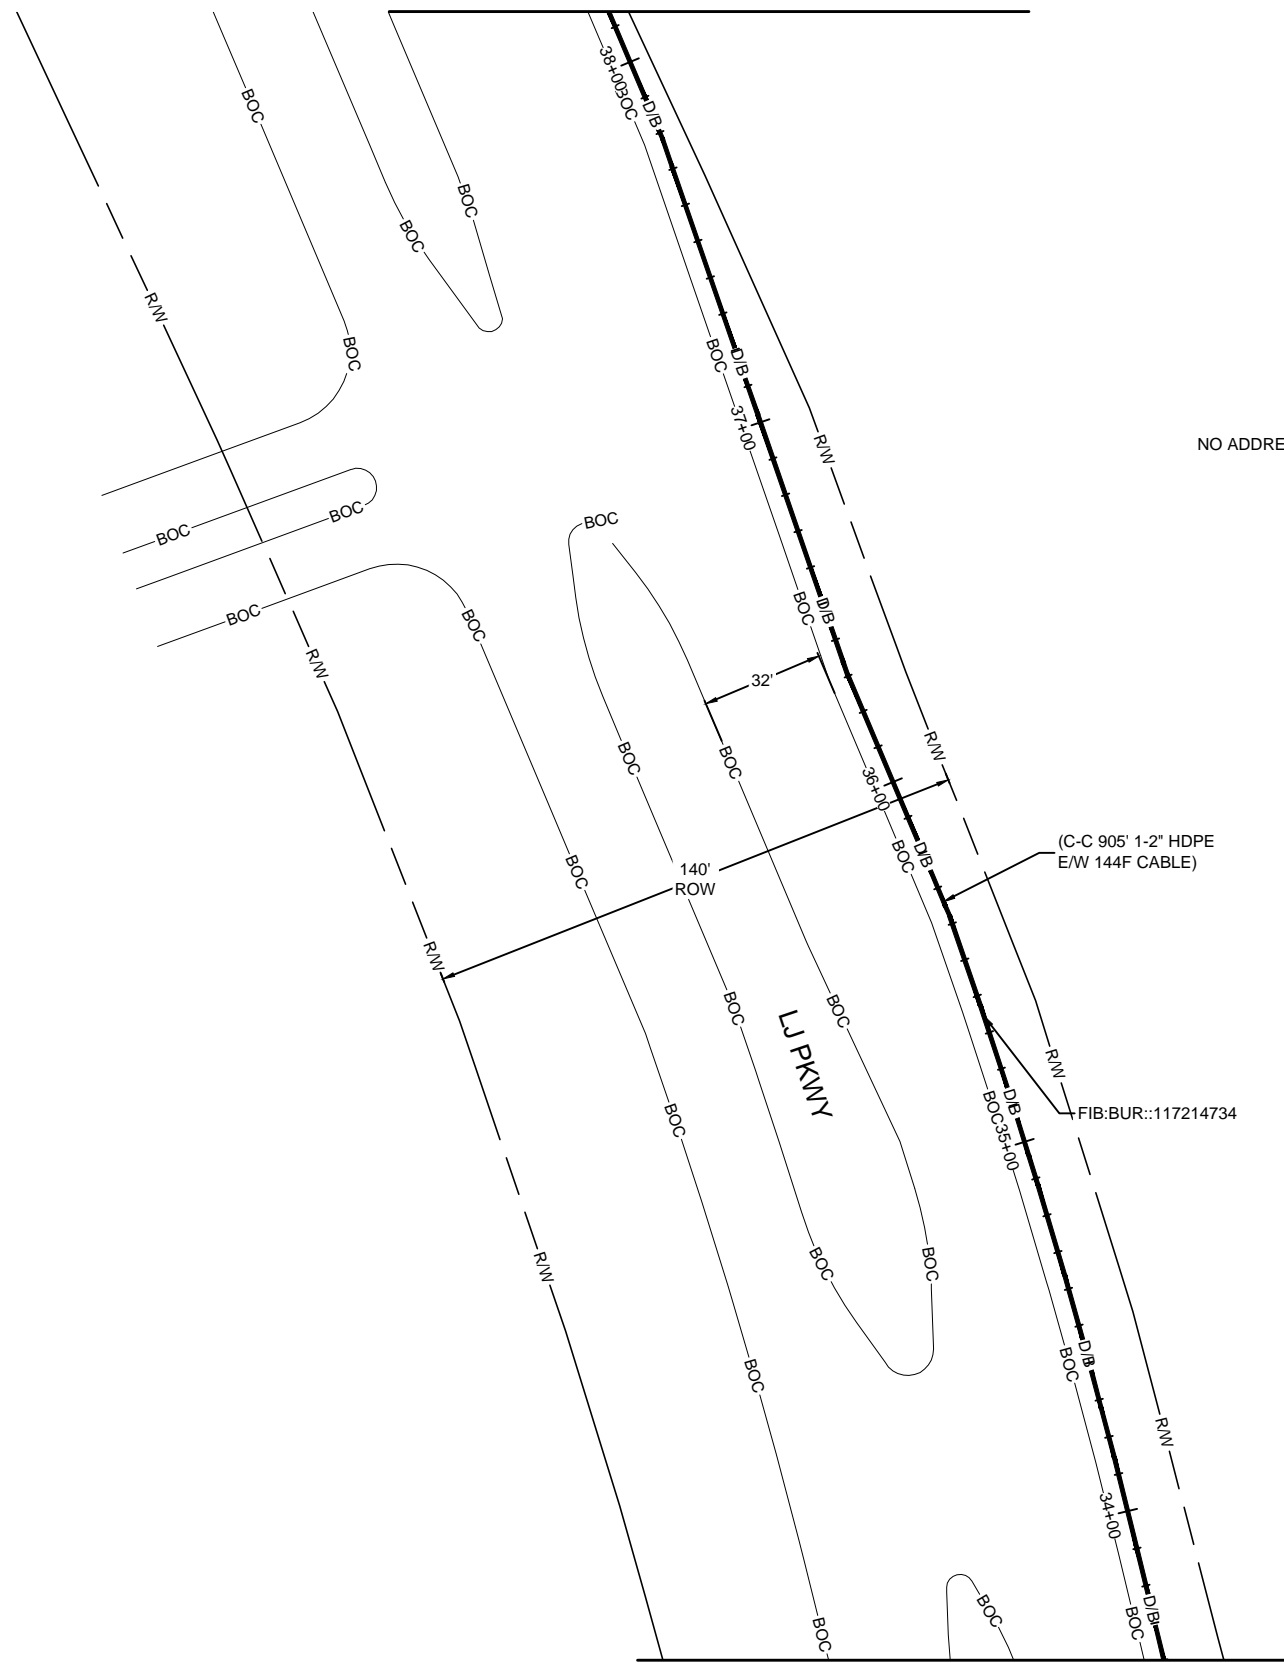 38+00
BOC
D/B
BOC
BOC
BOC
R/W
BOC
BOC
D/B
37+00
R/W
NO ADDRE
BOC
BOC
BOC
BOC
BOC
D/B
BOC
R/W
32'
BOC
BOC
R/W
36+00
(C-C 905' 1-2" HDPE
E/W 144F CABLE)
D/B
BOC
BOC
140'
ROW
R/W
BOC
BOC
LJ PKWY
R/W
BOC
D/B
BOC
FIB:BUR::117214734
35+00
BOC
BOC
R/W
D/B
BOC
BOC
R/W
34+00
BOC
D/B
BOC
BOC